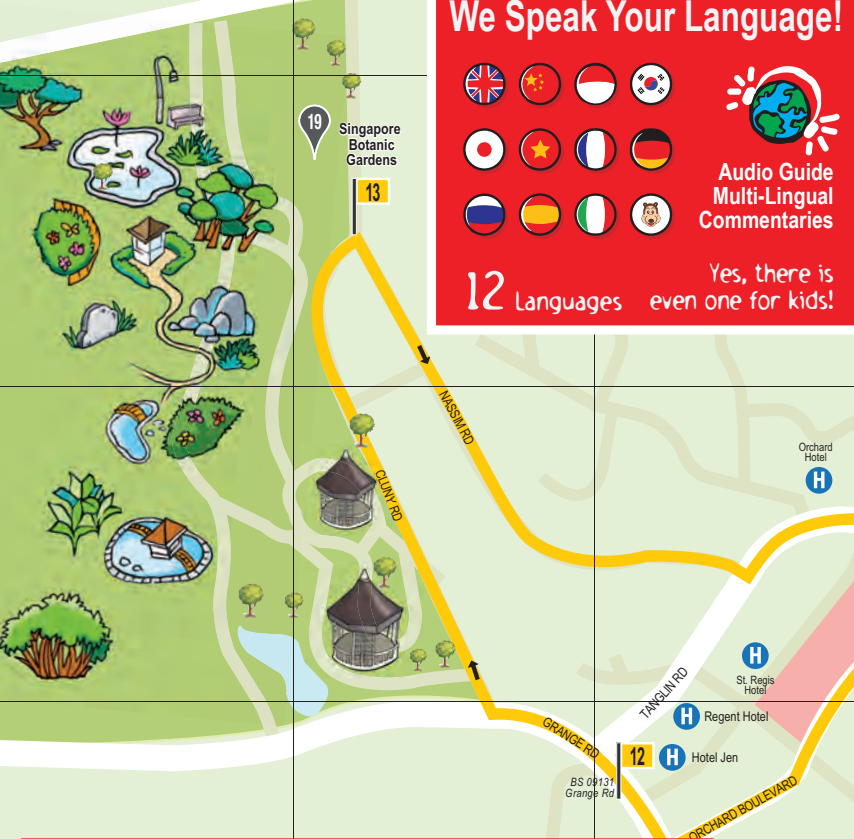 We Speak Your Language!
Audio Guide
Multi-Lingual
Commentaries
12 Languages
Yes, there is
even one for kids!
19
Singapore
Botanic
Gardens
13
NASSIM RD
CLUNY RD
Orchard
Hotel
H
H
St. Regis
Hotel
TANGLIN RD
H Regent Hotel
GRANGE RD
12
H Hotel Jen
BS 09131
Grange Rd
ORCHARD BOULEVARD